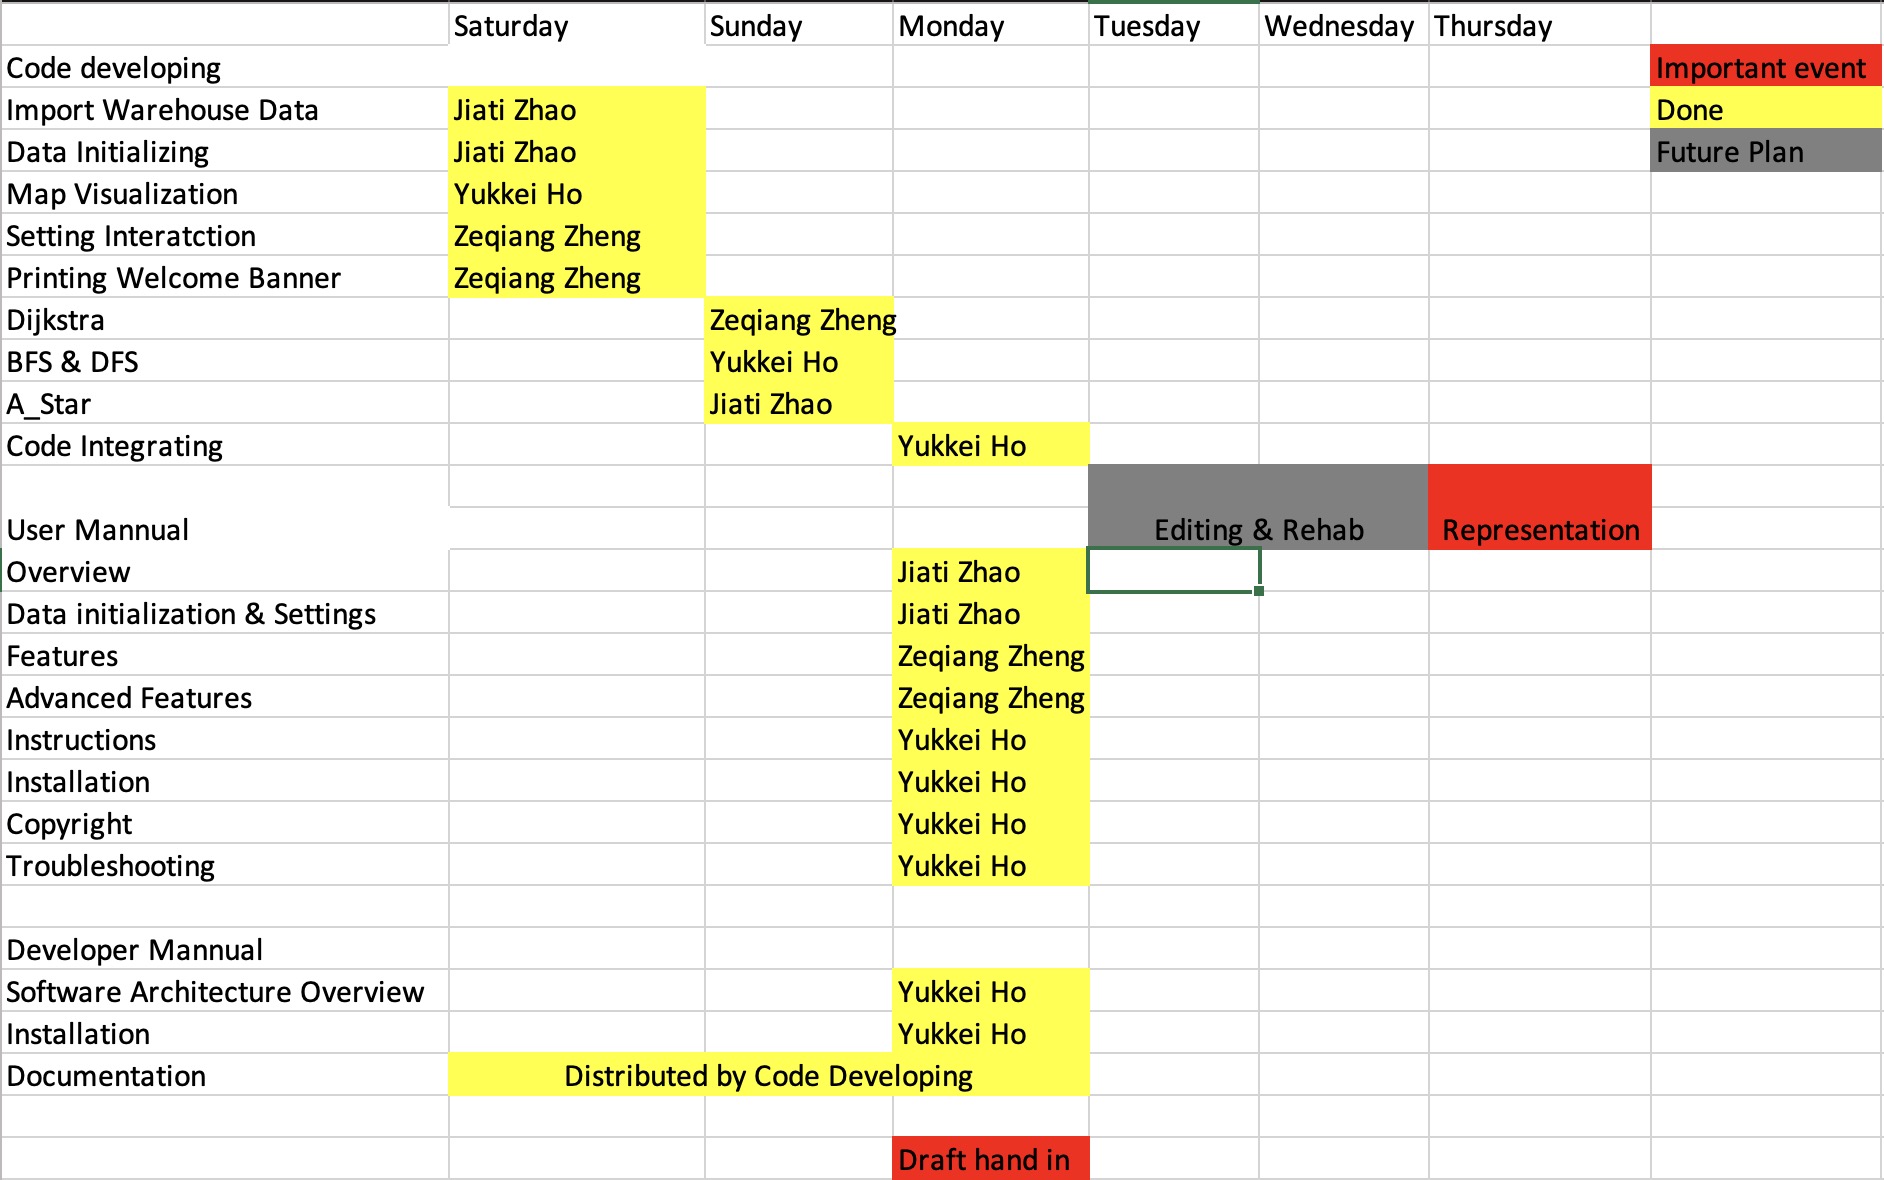 Saturday Sunday Monday Tuesday Wednesday Thursday
Code developing Important event
Import Warehouse Data Jiati Zhao Done
Data Initializing Jiati Zhao Future Plan
Map Visualization Yukkei Ho
Setting Interatction Zeqiang Zheng
Printing Welcome Banner Zeqiang Zheng
Dijkstra Zeqiang Zheng
BFS & DFS Yukkei Ho
A_Star Jiati Zhao
Code Integrating Yukkei Ho
User Mannual Editing & Rehab Representation
Overview Jiati Zhao
Data initialization & Settings Jiati Zhao
Features Zeqiang Zheng
Advanced Features Zeqiang Zheng
Instructions Yukkei Ho
Installation Yukkei Ho
Copyright Yukkei Ho
Troubleshooting Yukkei Ho
Developer Mannual
Software Architecture Overview Yukkei Ho
Installation Yukkei Ho
Documentation Distributed by Code Developing
Draft hand in